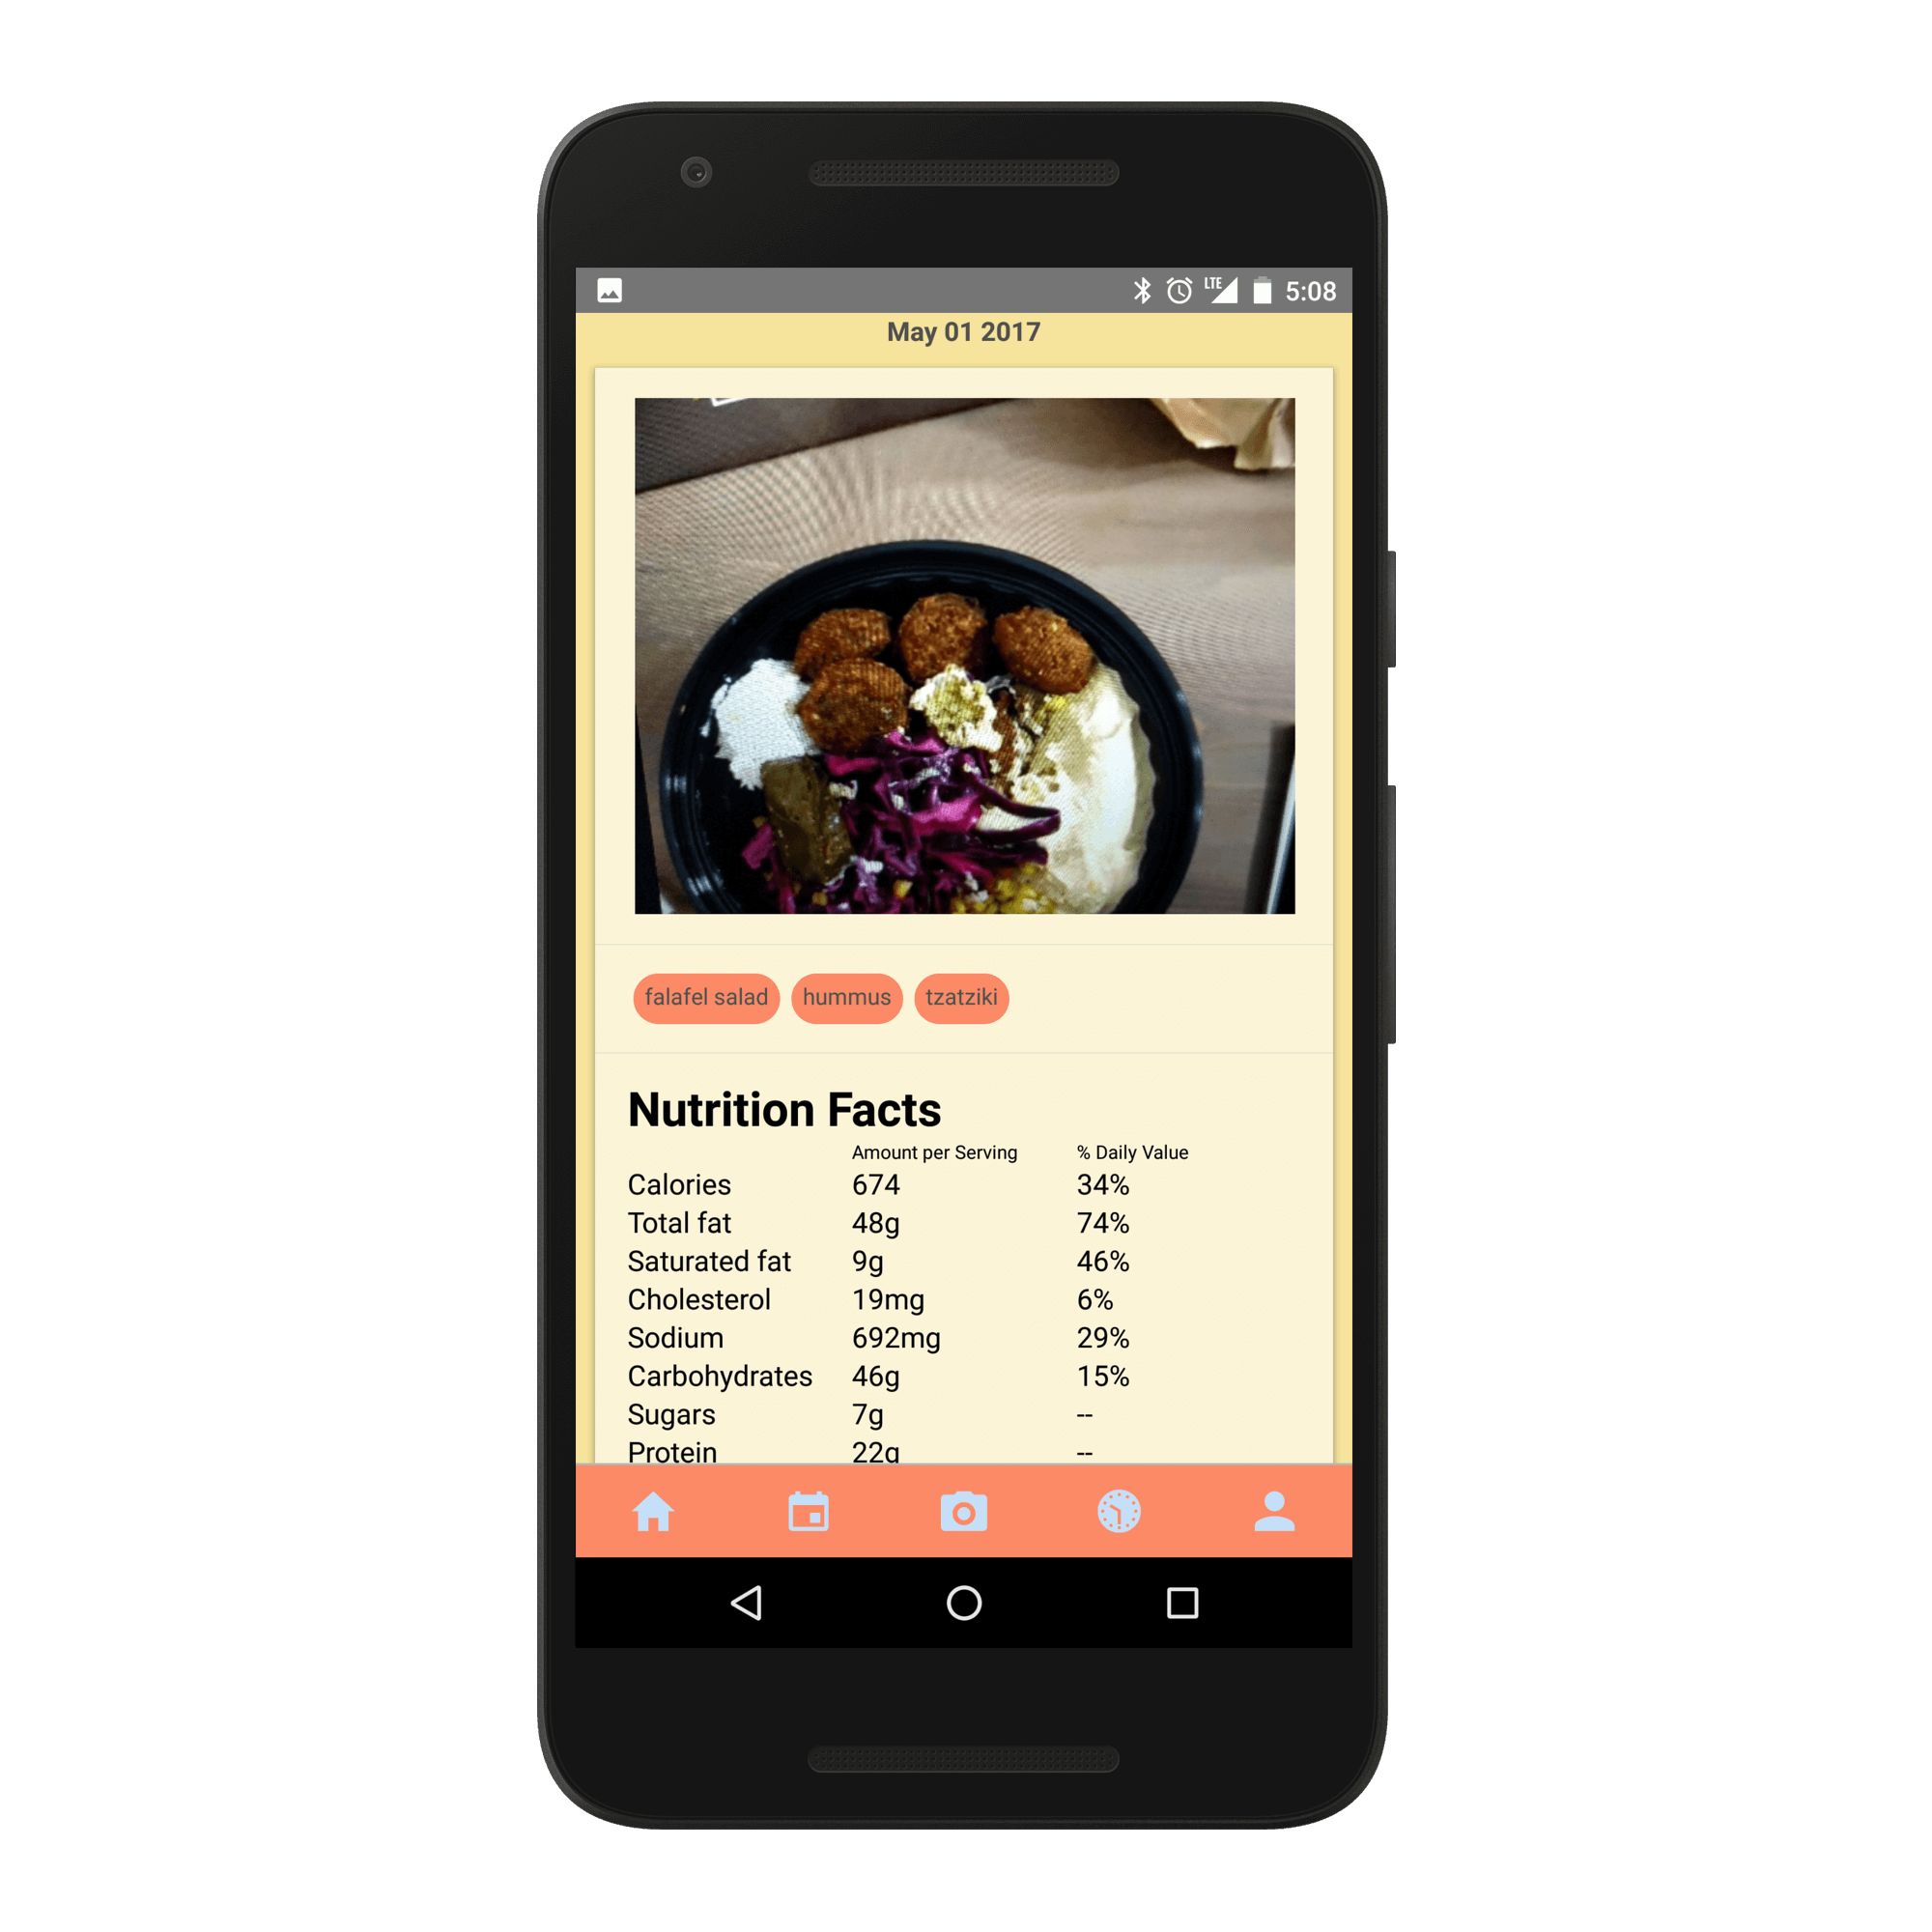 LTE 5:08
May 01 2017
falafel salad hummus tzatziki
Nutrition Facts
Amount per Serving % Daily Value
Calories 674 34%
Total fat 48g 74%
Saturated fat 9g 46%
Cholesterol 19mg 6%
Sodium 692mg 29%
Carbohydrates 46g 15%
Sugars 7g --
Protein 22g --